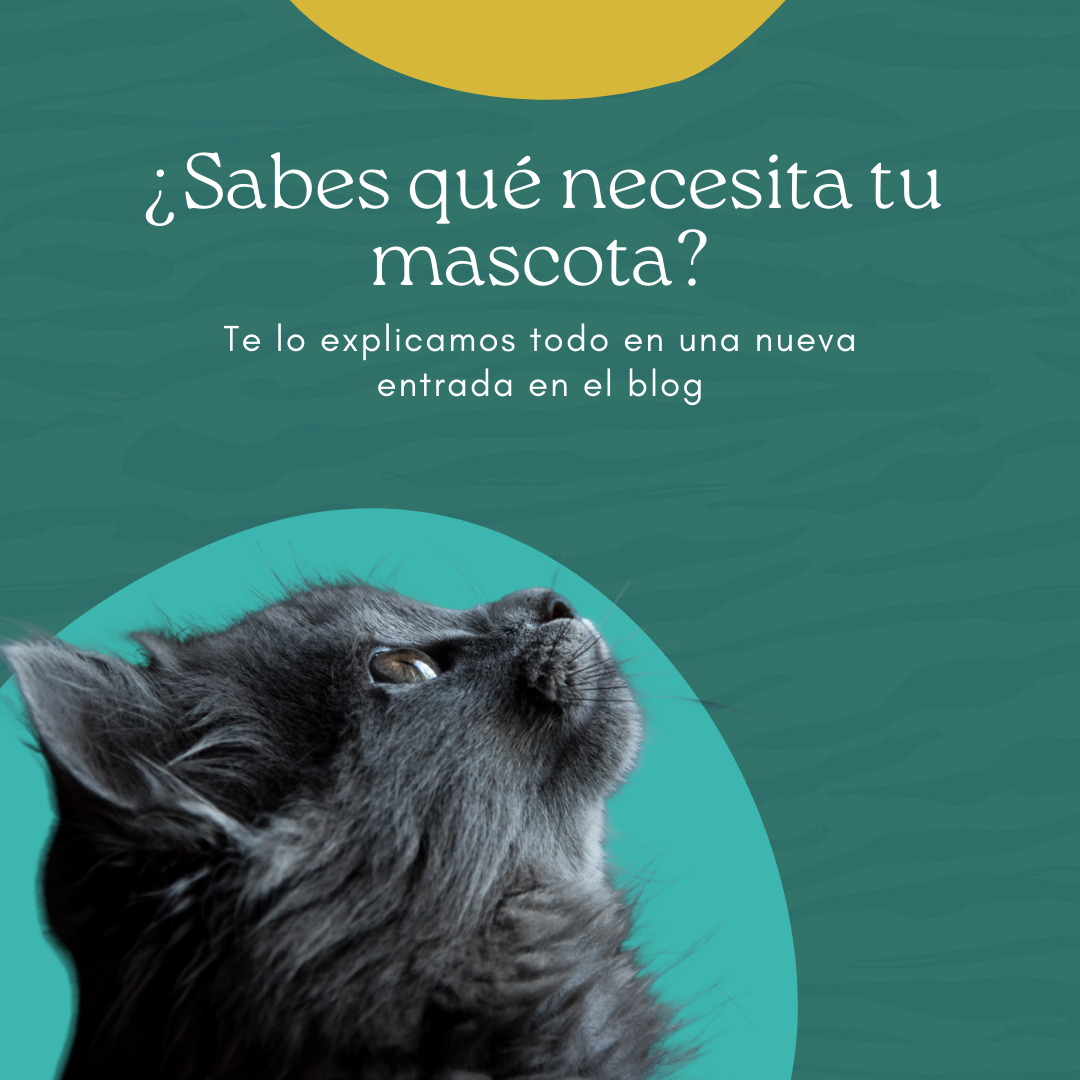 ¿Sabes qué necesita tu
mascota?
Te lo explicamos todo en una nueva
entrada en el blog